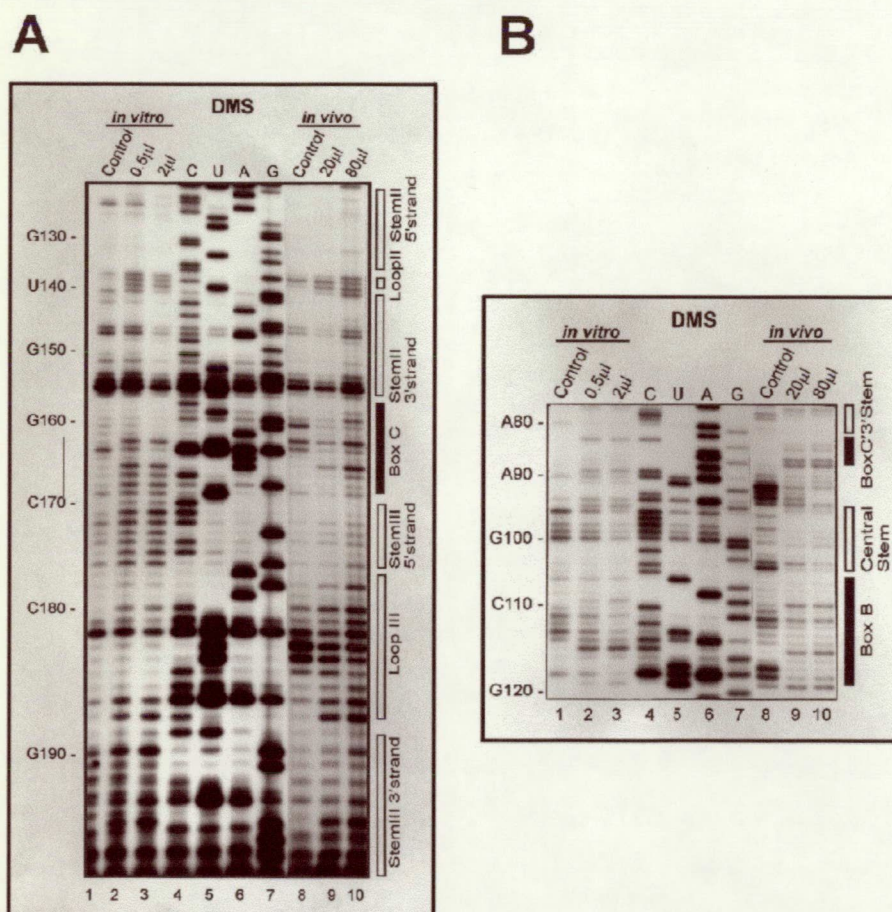 A
DMS
in vitro
in vivo
Control
0.5µl
2µl
C U A G
Control
20µl
80µl
G130 -
U140 -
G150 -
G160 -
C170 -
C180 -
G190 -
StemII 5'strand
LoopII
StemII 3'strand
Box C
StemIII 5'strand
Loop III
StemIII 3'strand
1 2 3 4 5 6 7 8 9 10
B
DMS
in vitro
in vivo
Control
0.5µl
2µl
C U A G
Control
20µl
80µl
A80 -
A90 -
G100 -
C110 -
G120 -
3'Stem
BoxC'
Central
Stem
Box B
1 2 3 4 5 6 7 8 9 10